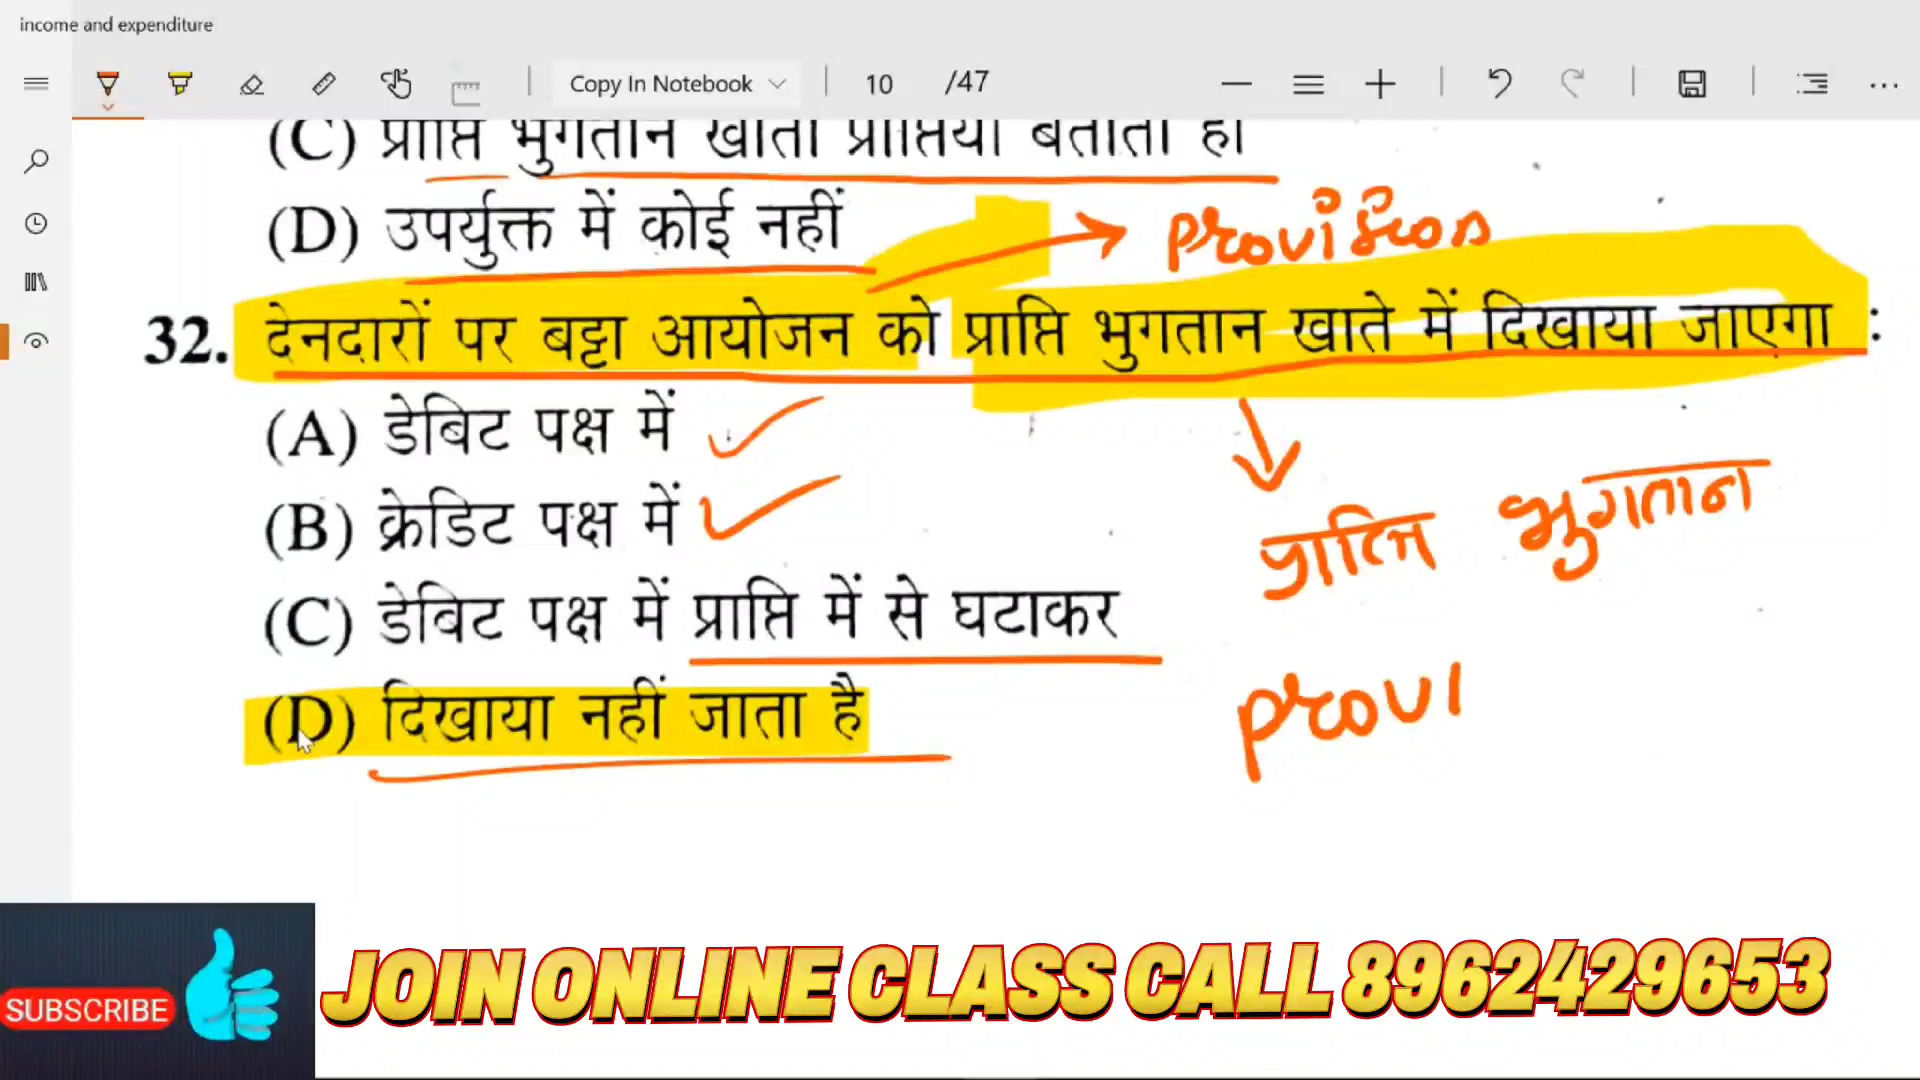 income and expenditure
Copy In Notebook 10 /47
(C) प्राप्ति भुगतान खाता प्राप्तियाँ बताता है।
(D) उपर्युक्त में कोई नहीं
provision
32. देनदारों पर बट्टा आयोजन को प्राप्ति भुगतान खाते में दिखाया जाएगा :
(A) डेबिट पक्ष में
(B) क्रेडिट पक्ष में
प्राप्ति भुगतान
(C) डेबिट पक्ष में प्राप्ति में से घटाकर
(D) दिखाया नहीं जाता है
provi
SUBSCRIBE
JOIN ONLINE CLASS CALL 8962429653